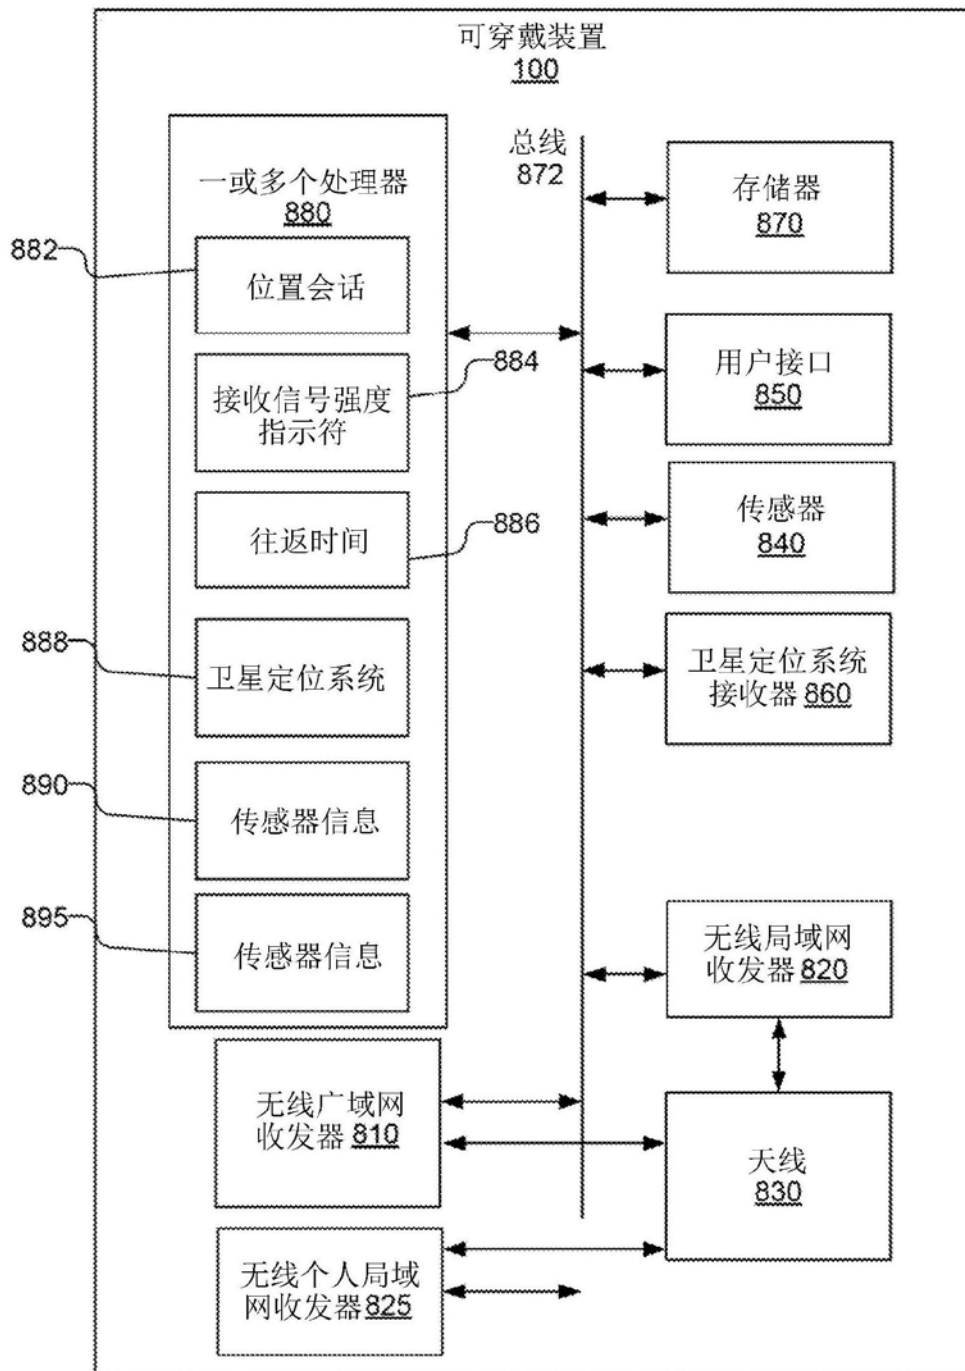 可穿戴装置
100
一或多个处理器
880
882
位置会话
接收信号强度
指示符
884
往返时间
886
888
卫星定位系统
890
传感器信息
895
传感器信息
总线
872
存储器
870
用户接口
850
传感器
840
卫星定位系统
接收器 860
无线局域网
收发器 820
无线广域网
收发器 810
天线
830
无线个人局域
网收发器 825